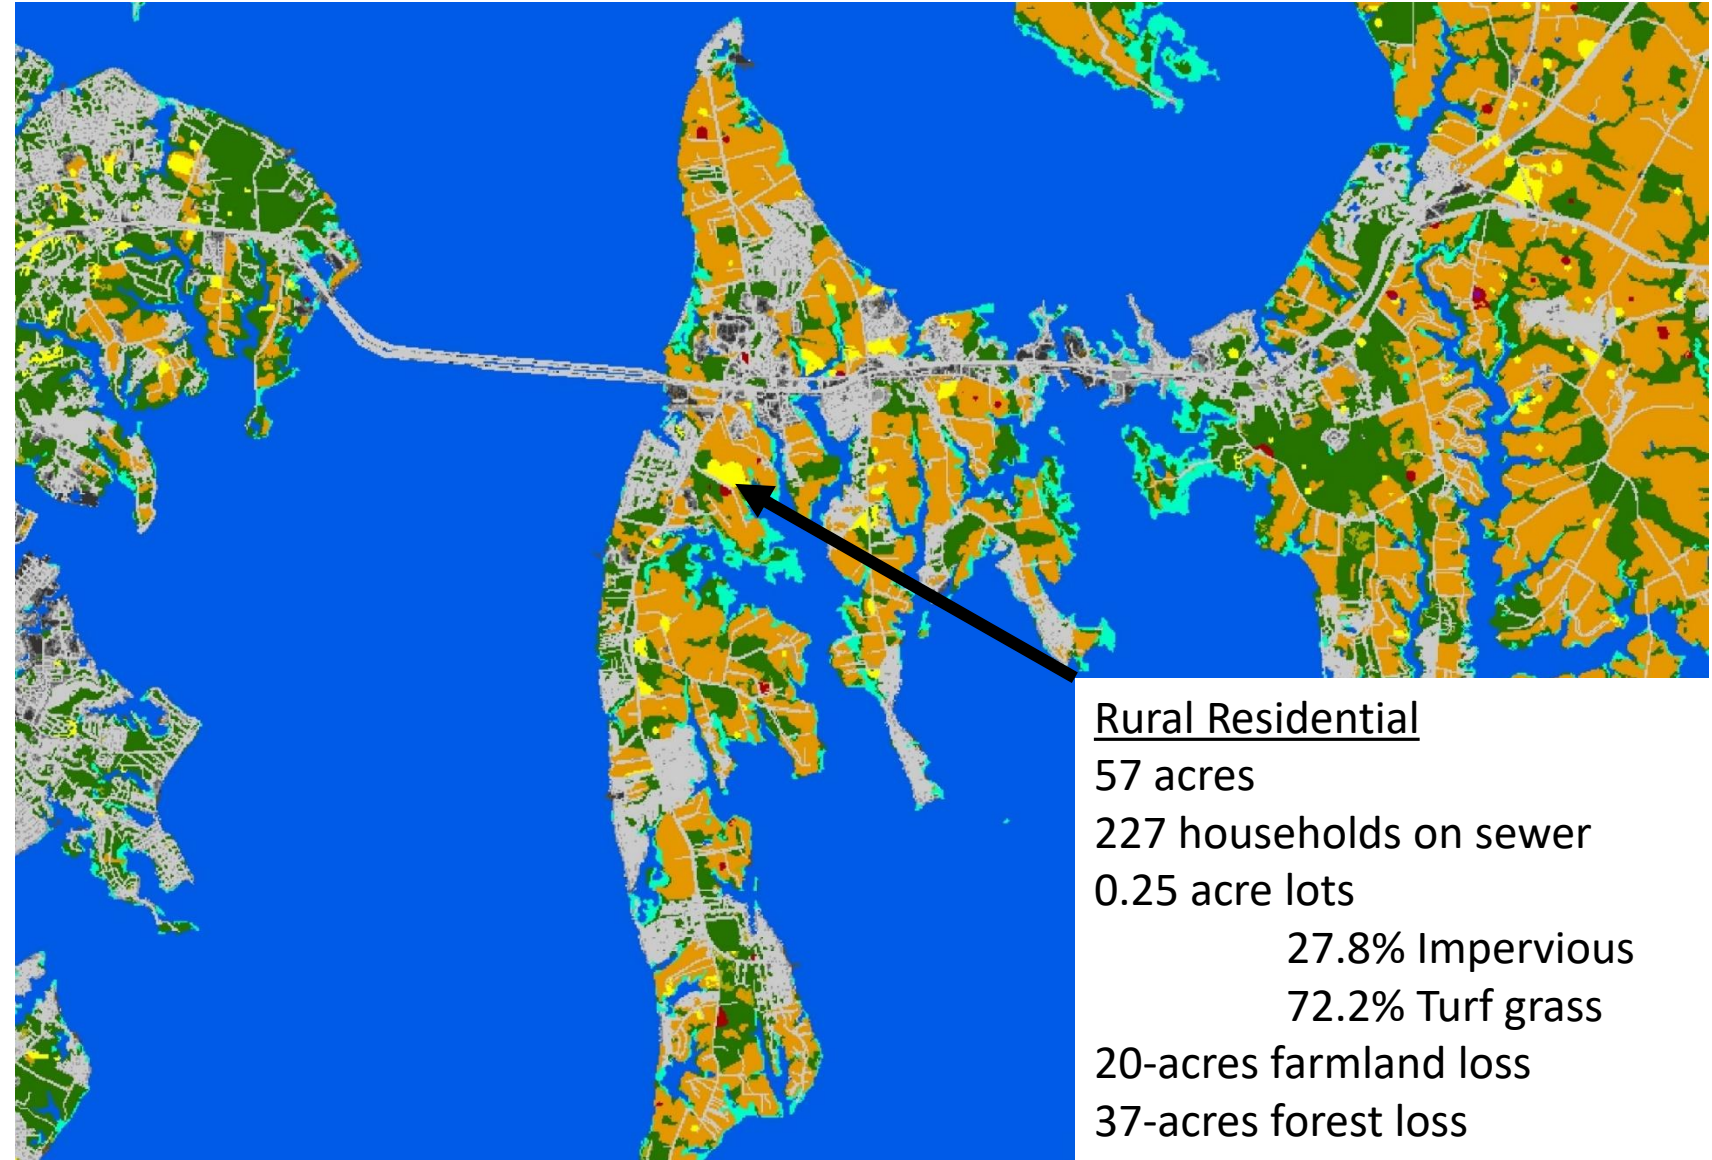 Rural Residential
57 acres
227 households on sewer
0.25 acre lots
27.8% Impervious
72.2% Turf grass
20-acres farmland loss
37-acres forest loss